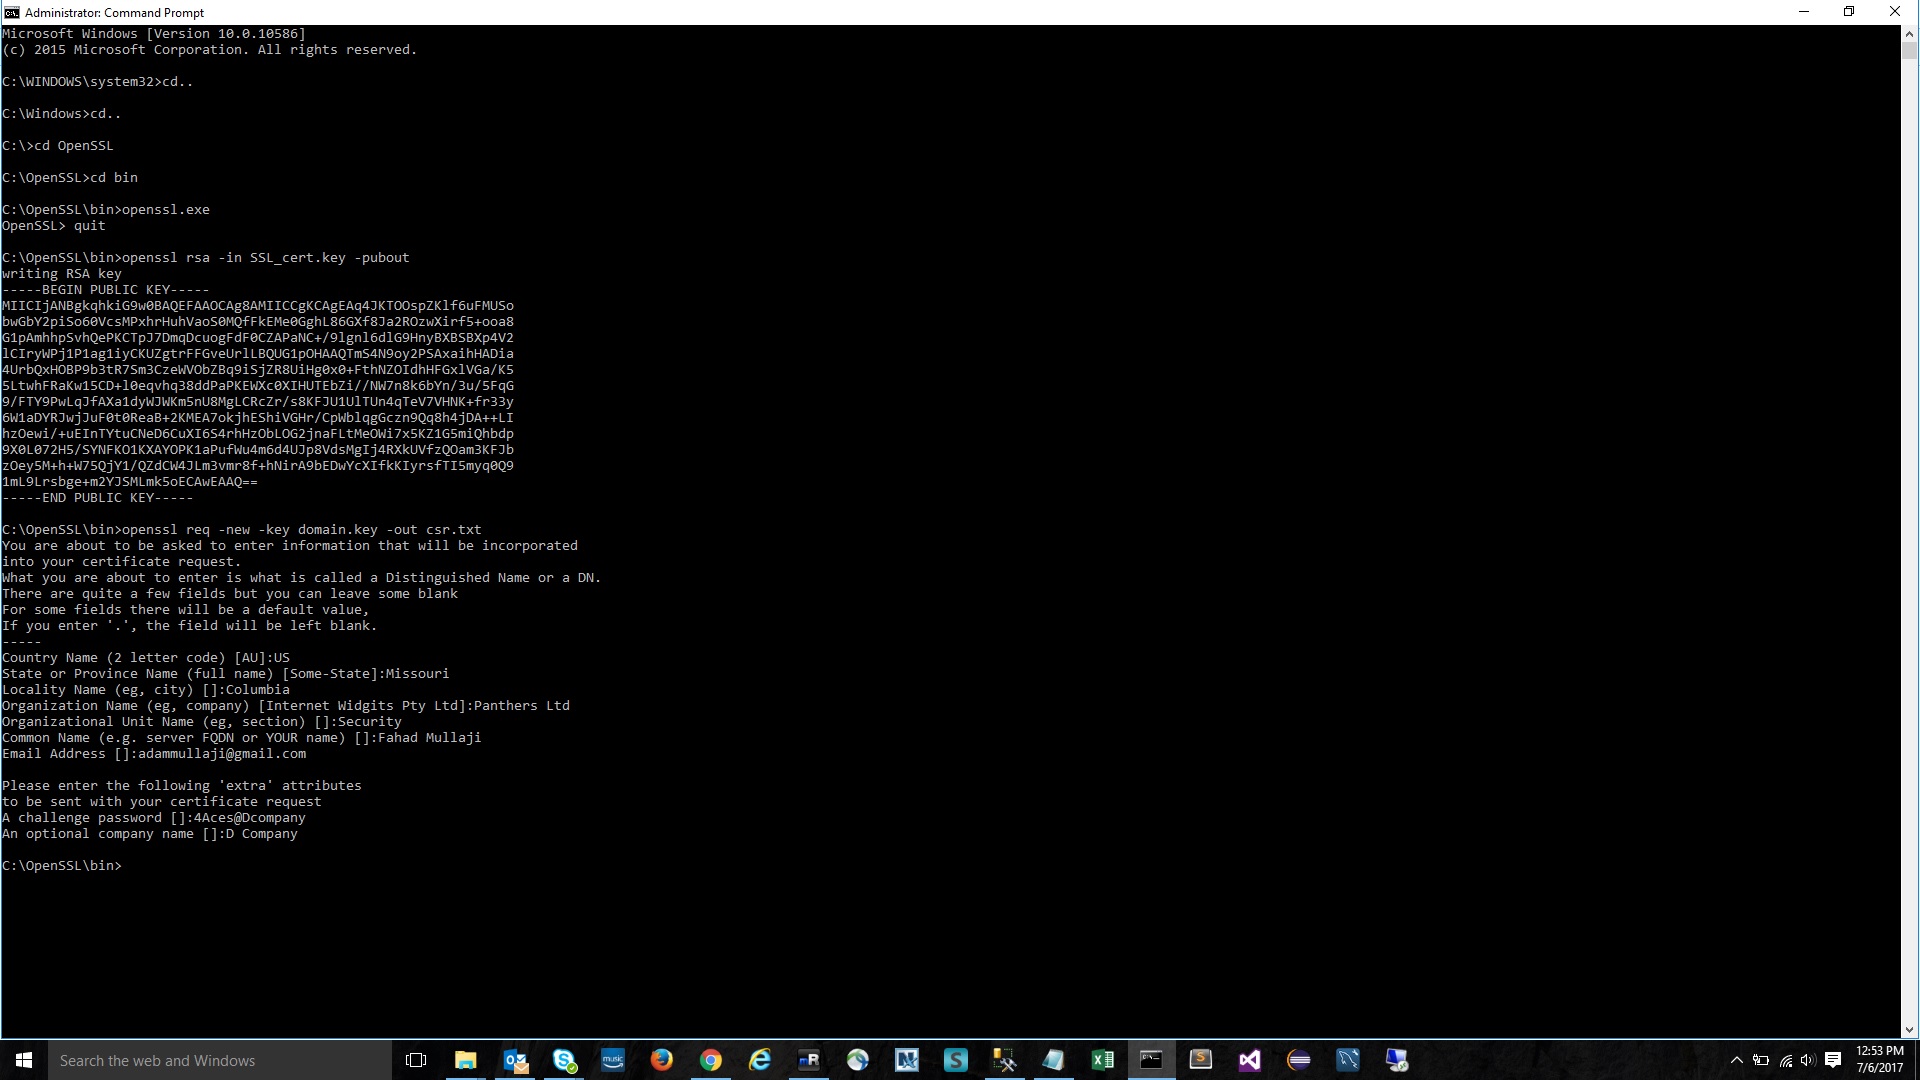 Administrator: Command Prompt
Microsoft Windows [Version 10.0.10586]
(c) 2015 Microsoft Corporation. All rights reserved.
C:\WINDOWS\system32>cd..
C:\Windows>cd..
C:\>cd OpenSSL
C:\OpenSSL>cd bin
C:\OpenSSL\bin>openssl.exe
OpenSSL> quit
C:\OpenSSL\bin>openssl rsa -in SSL_cert.key -pubout
writing RSA key
-----BEGIN PUBLIC KEY-----
MIICIjANBgkqhkiG9w0BAQEFAAOCAg8AMIICCgKCAgEAq4JKTOOspZKlf6uFMUSo
bwGbY2piSo60VcsMPxhrHuhVaoS0MQfFkEMe0GghL86GXf8Ja2ROzwXirf5+ooa8
G1pAmhhpSvhQePKCTpJ7DmqDcuogFdF0CZAPaNC+/9lgnl6dlG9HnyBXBSBXp4V2
lCIryWPj1P1ag1iyCKUZgtrFFGveUrlLBQUG1pOHAAQTmS4N9oy2PSAxaihHADia
4UrbQxHOBP9b3tR7Sm3CzeWVObZBq9iSjZR8UiHg0x0+FthNZOIdhHFGxlVGa/K5
5LtwhFRaKw15CD+l0eqvhq38ddPaPKEWXc0XIHUTEbZi//NW7n8k6bYn/3u/5FqG
9/FTY9PwLqJfAXa1dyWJWKm5nU8MgLCRcZr/s8KFJU1UlTUn4qTeV7VHNK+fr33y
6W1aDYRJwjJuF0t0ReaB+2KMEA7okjhEShiVGHr/CpWblqgGczn9Qq8h4jDA++LI
hzOewi/+uEInTYtuCNeD6CuXI6S4rhHzObLOG2jnaFLtMeOWi7x5KZ1G5miQhbdp
9X0L072H5/SYNFKO1KXAYOPK1aPufWu4m6d4UJp8VdsMgIj4RXkUVfzQOam3KFJb
zOey5M+h+W75QjY1/QZdCW4JLm3vmr8f+hNirA9bEDwYcXIfkKIyrsfTI5myq0Q9
1mL9Lrsbge+m2YJSMLmk5oECAwEAAQ==
-----END PUBLIC KEY-----
C:\OpenSSL\bin>openssl req -new -key domain.key -out csr.txt
You are about to be asked to enter information that will be incorporated
into your certificate request.
What you are about to enter is what is called a Distinguished Name or a DN.
There are quite a few fields but you can leave some blank
For some fields there will be a default value,
If you enter '.', the field will be left blank.
-----
Country Name (2 letter code) [AU]:US
State or Province Name (full name) [Some-State]:Missouri
Locality Name (eg, city) []:Columbia
Organization Name (eg, company) [Internet Widgits Pty Ltd]:Panthers Ltd
Organizational Unit Name (eg, section) []:Security
Common Name (e.g. server FQDN or YOUR name) []:Fahad Mullaji
Email Address []:adammullaji@gmail.com
Please enter the following 'extra' attributes
to be sent with your certificate request
A challenge password []:4Aces@Dcompany
An optional company name []:D Company
C:\OpenSSL\bin>
Search the web and Windows
music
12:53 PM
7/6/2017